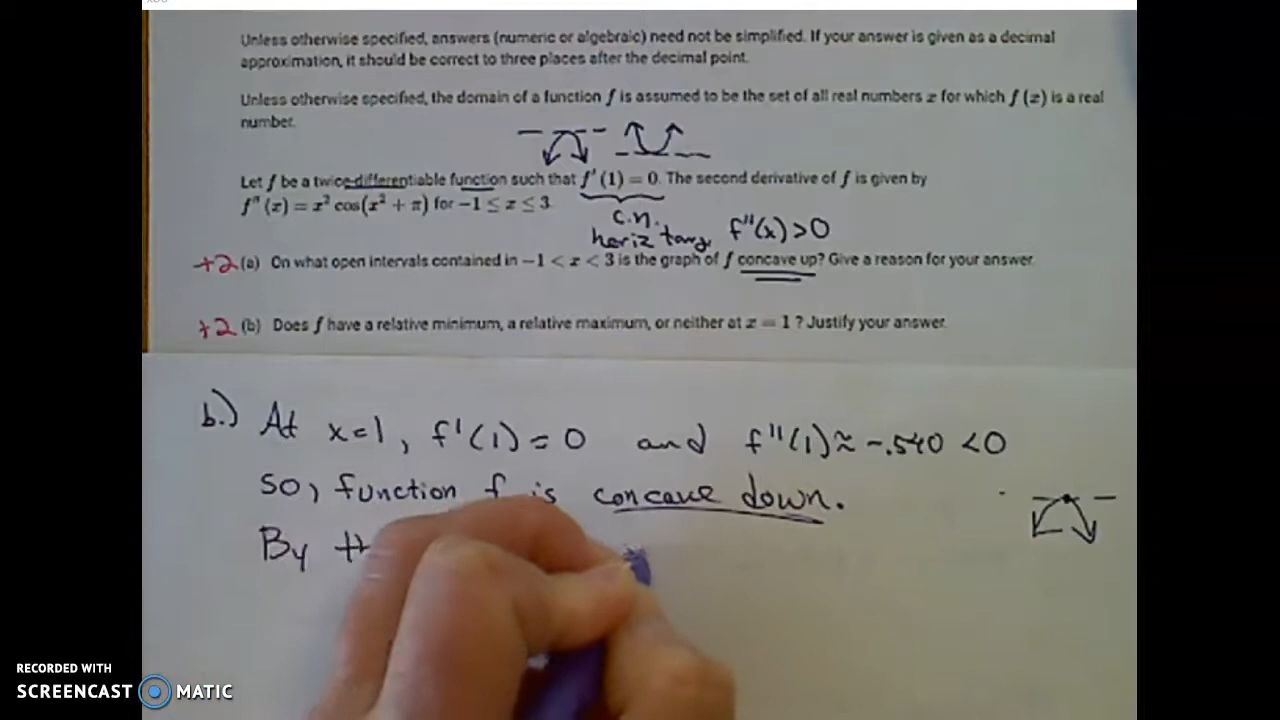 Unless otherwise specified, answers (numeric or algebraic) need not be simplified. If your answer is given as a decimal
approximation, it should be correct to three places after the decimal point.
Unless otherwise specified, the domain of a function f is assumed to be the set of all real numbers x for which f (x) is a real
number.
Let f be a twice-differentiable function such that f′ (1) = 0. The second derivative of f is given by
f″ (x) = x² cos(x² + π) for −1 ≤ x ≤ 3
c.n.
horiz tang f"(x) > 0
+2 (a) On what open intervals contained in −1 < x < 3 is the graph of f concave up? Give a reason for your answer.
+2 (b) Does f have a relative minimum, a relative maximum, or neither at x = 1 ? Justify your answer.
b.) At x=1, f'(1) = 0 and f"(1) ≈ -.540 < 0
so, function f is concave down.
By
RECORDED WITH
SCREENCAST MATIC